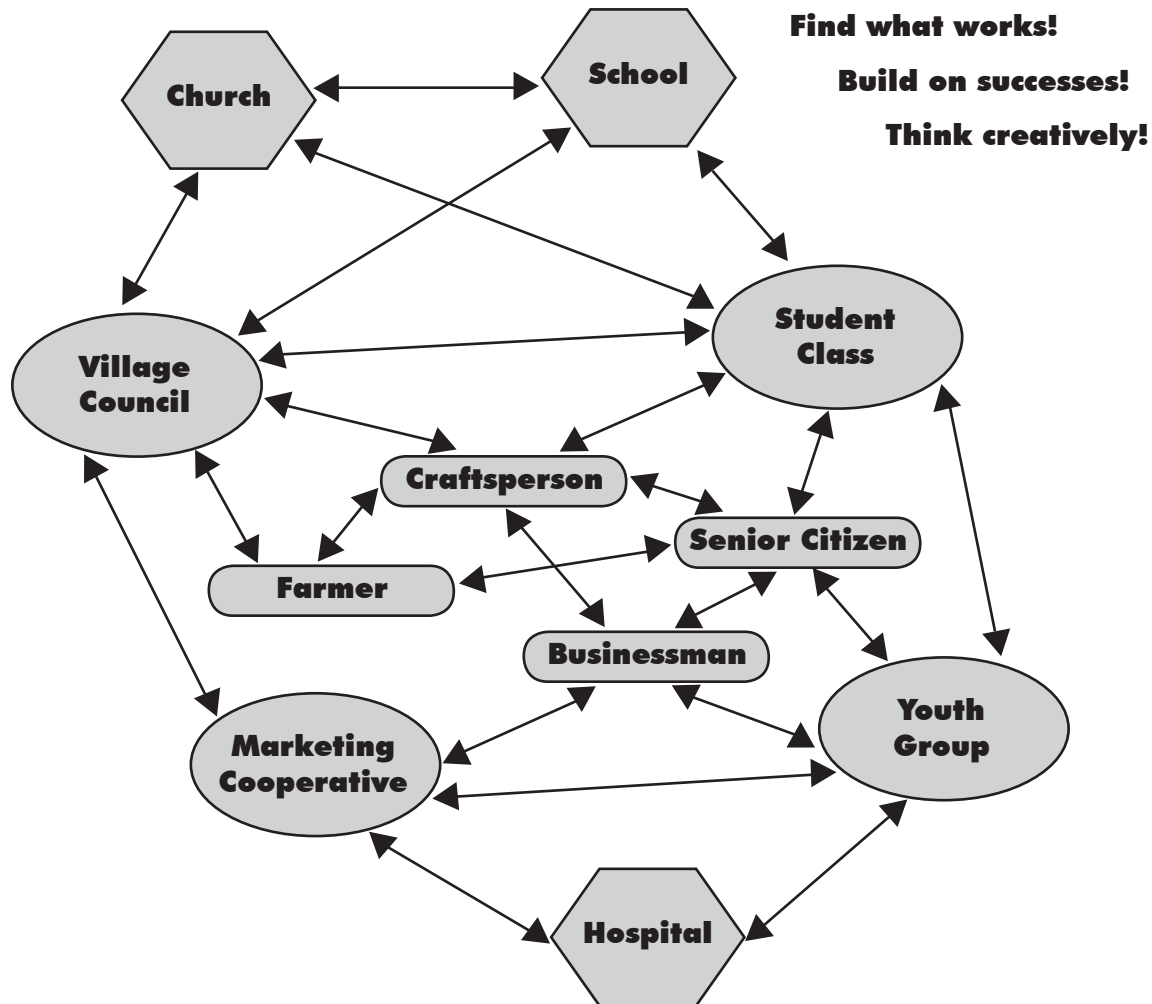 Find what works!
Build on successes!
Think creatively!
Church
School
Student
Class
Village
Council
Craftsperson
Senior Citizen
Farmer
Businessman
Youth
Group
Marketing
Cooperative
Hospital